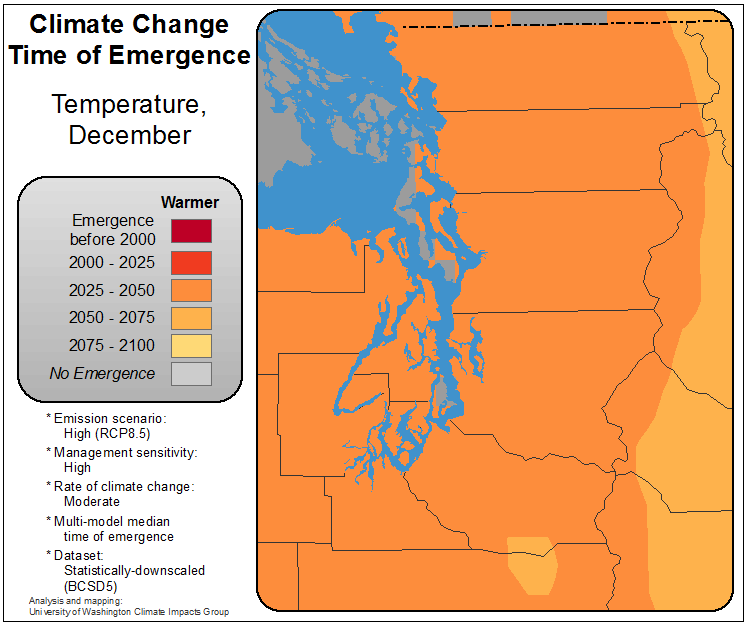 Climate Change
Time of Emergence
Temperature,
December
Warmer
Emergence
before 2000
2000 - 2025
2025 - 2050
2050 - 2075
2075 - 2100
No Emergence
* Emission scenario:
High (RCP8.5)
* Management sensitivity:
High
* Rate of climate change:
Moderate
* Multi-model median
time of emergence
* Dataset:
Statistically-downscaled
(BCSD5)
Analysis and mapping:
University of Washington Climate Impacts Group